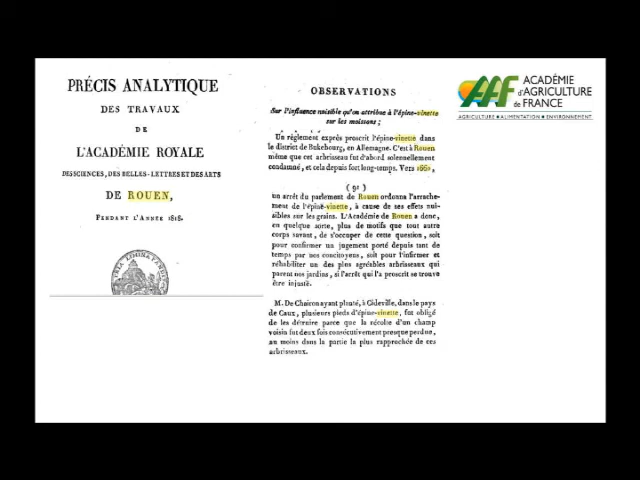 PRÉCIS ANALYTIQUE
DES TRAVAUX
DE
L'ACADÉMIE ROYALE
DES SCIENCES, DES BELLES-LETTRES ET DES ARTS
DE ROUEN,
PENDANT L'ANNÉE 1818.
OBSERVATIONS
Sur l'influence nuisible qu'on attribue à l'épine-vinette
sur les moissons ;
Un réglement exprès proscrit l'épine-vinette dans
le district de Bukebourg, en Allemagne. C'est à Rouen
même que cet arbrisseau fut d'abord solennellement
condamné, et cela depuis fort long-temps. Vers 1660,
( 91 )
un arrêt du parlement de Rouen ordonna l'arrache-
ment de l'épine-vinette, à cause de ses effets nui-
sibles sur les grains. L'Académie de Rouen a donc,
en quelque sorte, plus de motifs que tout autre
corps savant, de s'occuper de cette question, soit
pour confirmer un jugement porté depuis tant de
temps par nos concitoyens, soit pour l'infirmer et
réhabiliter un des plus agréables arbrisseaux qui
parent nos jardins, si l'arrêt qui l'a proscrit se trouve
être injuste.
M. De Chairon ayant planté, à Gideville, dans le pays
de Caux, plusieurs pieds d'épine-vinette, fut obligé
de les détruire parce que la récolte d'un champ
voisin fut deux fois consécutivement presque perdue,
au moins dans la partie la plus rapprochée de ces
arbrisseaux.
AAF
ACADÉMIE
d'AGRICULTURE
de FRANCE
AGRICULTURE • ALIMENTATION • ENVIRONNEMENT